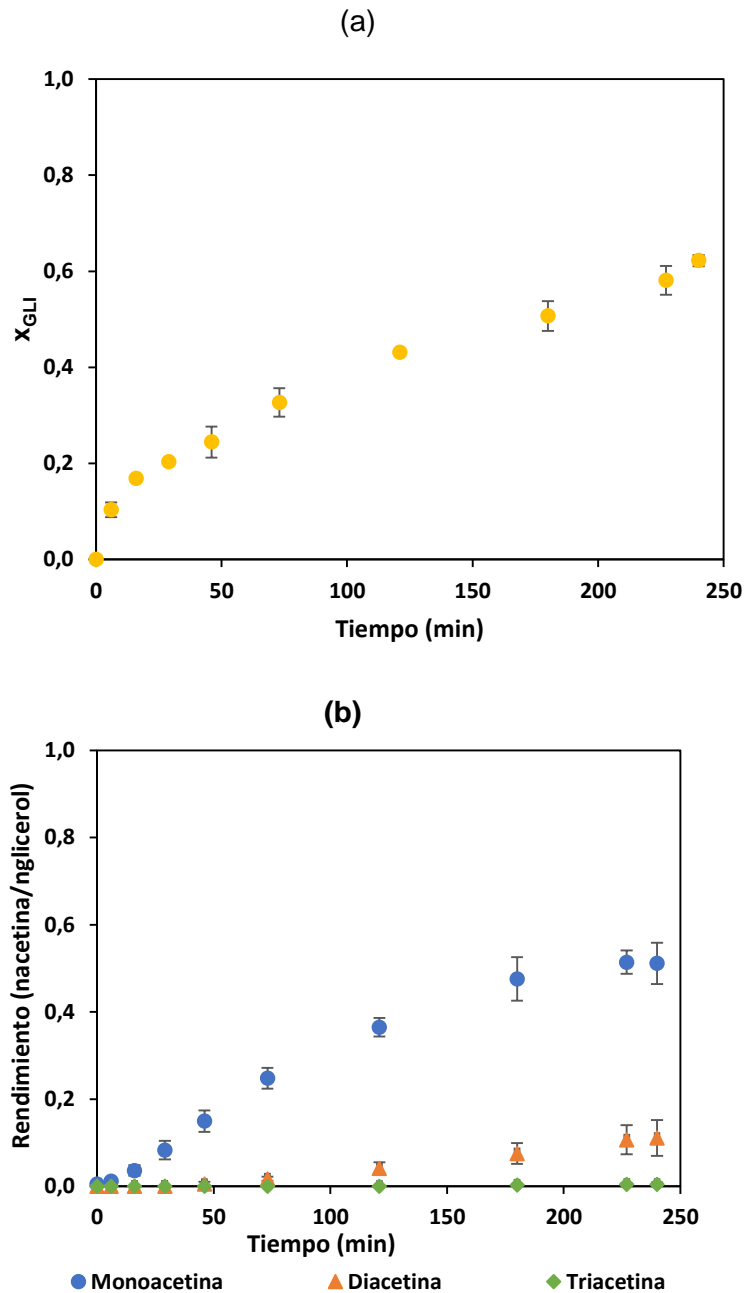 (a)
1,0
0,8
0,6
0,4
0,2
0,0
xGLI
0
50
100
150
200
250
Tiempo (min)
(b)
1,0
0,8
0,6
0,4
0,2
0,0
Rendimiento (nacetina/nglicerol)
0
50
100
150
200
250
Tiempo (min)
Monoacetina
Diacetina
Triacetina